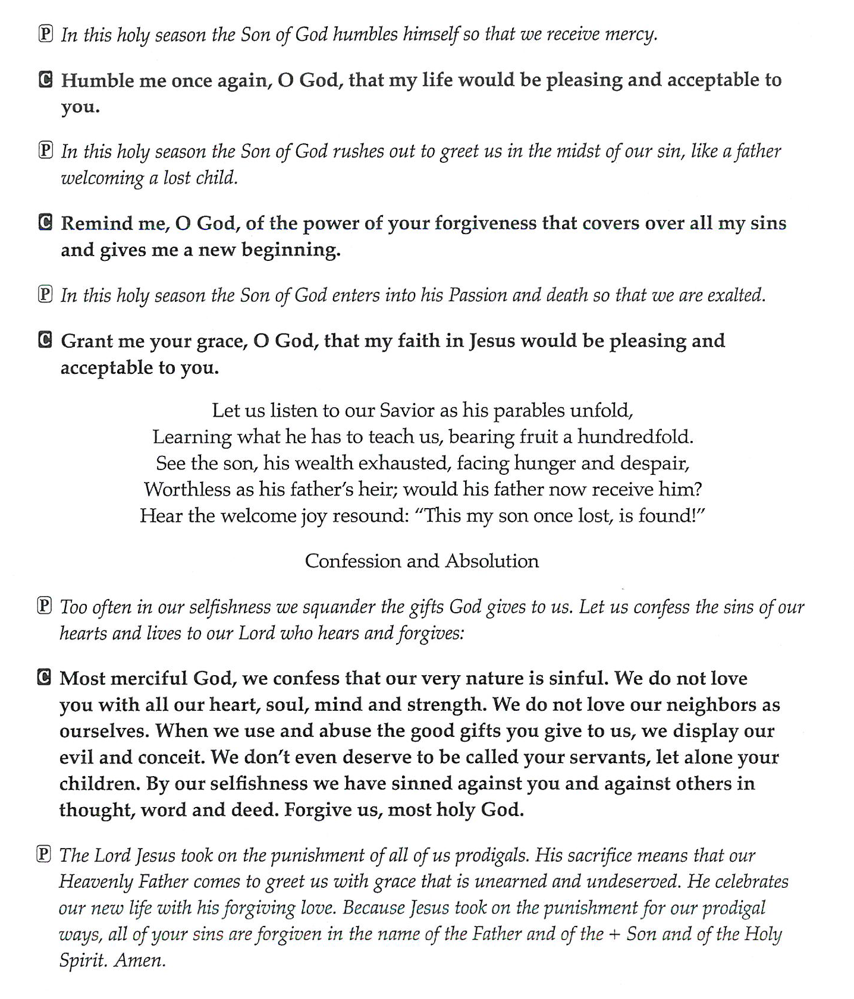 P In this holy season the Son of God humbles himself so that we receive mercy.
C Humble me once again, O God, that my life would be pleasing and acceptable to
you.
P In this holy season the Son of God rushes out to greet us in the midst of our sin, like a father
welcoming a lost child.
C Remind me, O God, of the power of your forgiveness that covers over all my sins
and gives me a new beginning.
P In this holy season the Son of God enters into his Passion and death so that we are exalted.
C Grant me your grace, O God, that my faith in Jesus would be pleasing and
acceptable to you.
Let us listen to our Savior as his parables unfold,
Learning what he has to teach us, bearing fruit a hundredfold.
See the son, his wealth exhausted, facing hunger and despair,
Worthless as his father's heir; would his father now receive him?
Hear the welcome joy resound: "This my son once lost, is found!"
Confession and Absolution
P Too often in our selfishness we squander the gifts God gives to us. Let us confess the sins of our
hearts and lives to our Lord who hears and forgives:
C Most merciful God, we confess that our very nature is sinful. We do not love
you with all our heart, soul, mind and strength. We do not love our neighbors as
ourselves. When we use and abuse the good gifts you give to us, we display our
evil and conceit. We don't even deserve to be called your servants, let alone your
children. By our selfishness we have sinned against you and against others in
thought, word and deed. Forgive us, most holy God.
P The Lord Jesus took on the punishment of all of us prodigals. His sacrifice means that our
Heavenly Father comes to greet us with grace that is unearned and undeserved. He celebrates
our new life with his forgiving love. Because Jesus took on the punishment for our prodigal
ways, all of your sins are forgiven in the name of the Father and of the + Son and of the Holy
Spirit. Amen.